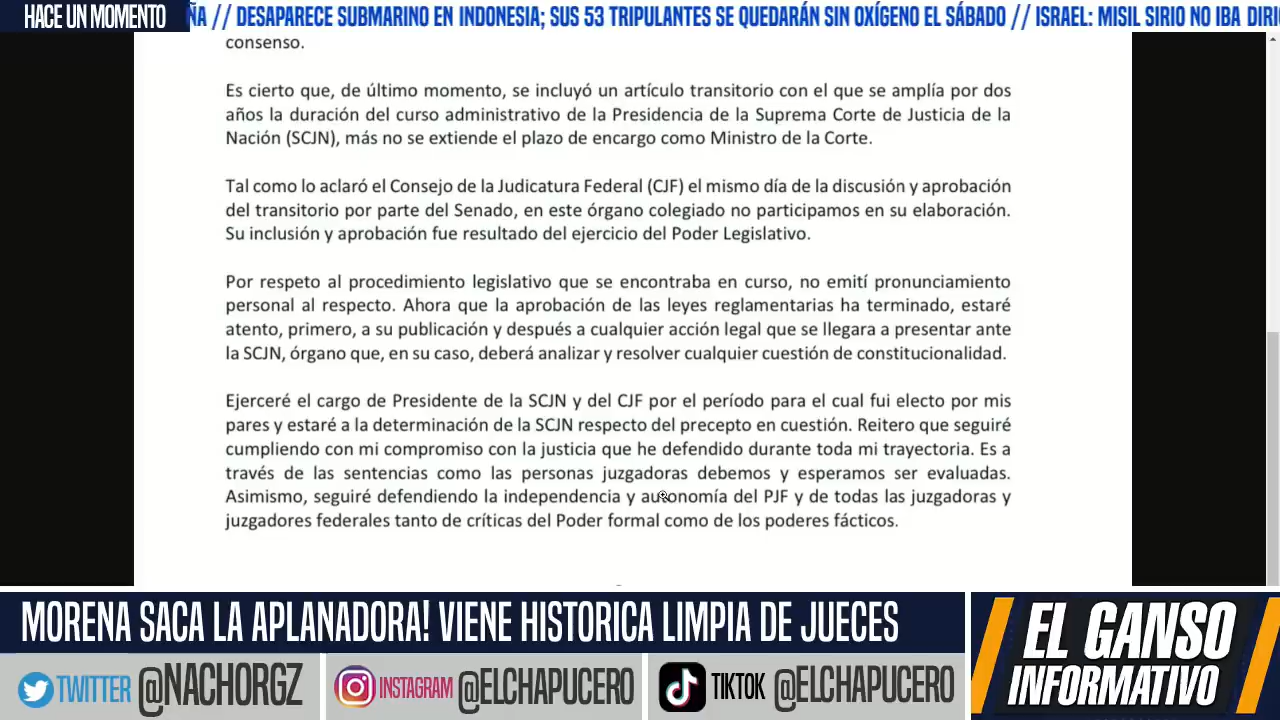 HACE UN MOMENTO
ÑA // DESAPARECE SUBMARINO EN INDONESIA; SUS 53 TRIPULANTES SE QUEDARÁN SIN OXÍGENO EL SÁBADO // ISRAEL: MISIL SIRIO NO IBA DIRI
consenso.
Es cierto que, de último momento, se incluyó un artículo transitorio con el que se amplía por dos
años la duración del curso administrativo de la Presidencia de la Suprema Corte de Justicia de la
Nación (SCJN), más no se extiende el plazo de encargo como Ministro de la Corte.
Tal como lo aclaró el Consejo de la Judicatura Federal (CJF) el mismo día de la discusión y aprobación
del transitorio por parte del Senado, en este órgano colegiado no participamos en su elaboración.
Su inclusión y aprobación fue resultado del ejercicio del Poder Legislativo.
Por respeto al procedimiento legislativo que se encontraba en curso, no emití pronunciamiento
personal al respecto. Ahora que la aprobación de las leyes reglamentarias ha terminado, estaré
atento, primero, a su publicación y después a cualquier acción legal que se llegara a presentar ante
la SCJN, órgano que, en su caso, deberá analizar y resolver cualquier cuestión de constitucionalidad.
Ejerceré el cargo de Presidente de la SCJN y del CJF por el período para el cual fui electo por mis
pares y estaré a la determinación de la SCJN respecto del precepto en cuestión. Reitero que seguiré
cumpliendo con mi compromiso con la justicia que he defendido durante toda mi trayectoria. Es a
través de las sentencias como las personas juzgadoras debemos y esperamos ser evaluadas.
Asimismo, seguiré defendiendo la independencia y autonomía del PJF y de todas las juzgadoras y
juzgadores federales tanto de críticas del Poder formal como de los poderes fácticos.
MORENA SACA LA APLANADORA! VIENE HISTORICA LIMPIA DE JUECES
EL GANSO
INFORMATIVO
TWITTER @NACHORGZ
INSTAGRAM @ELCHAPUCERO
TIKTOK @ELCHAPUCERO